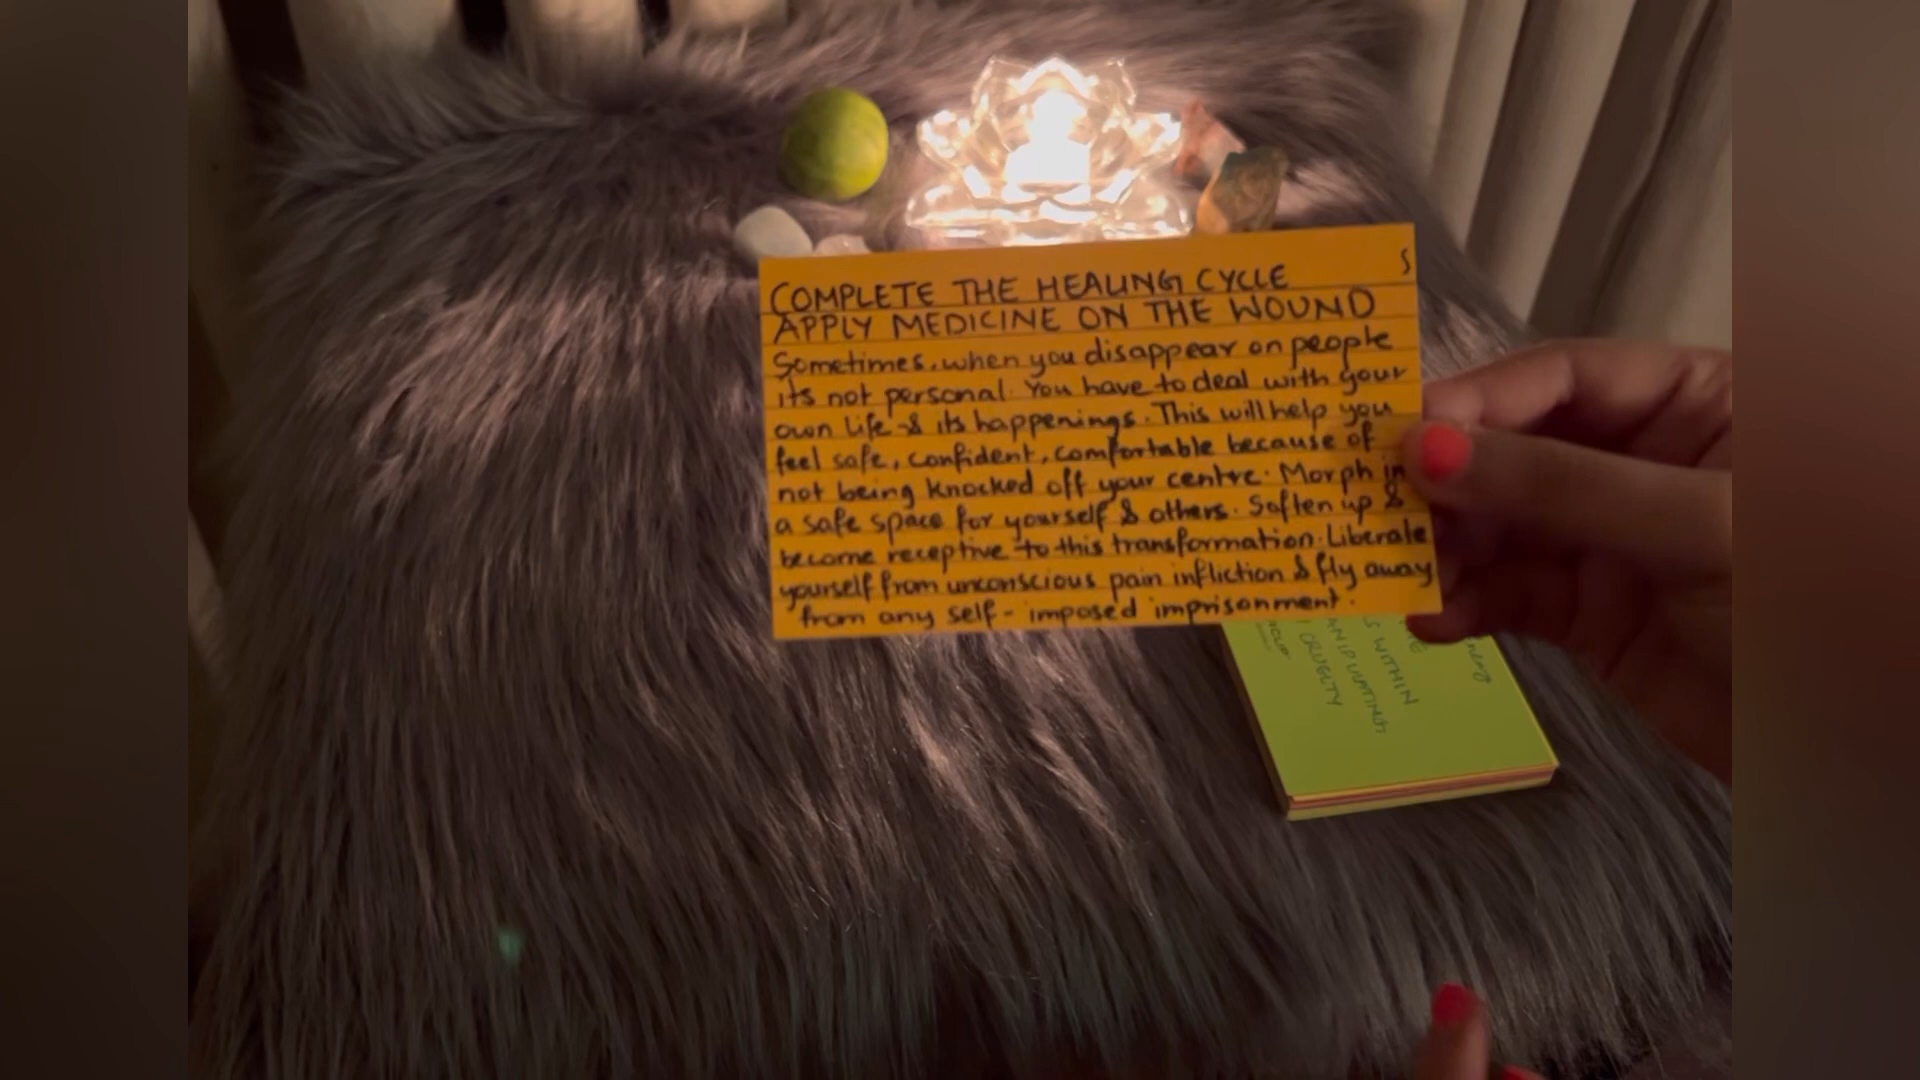 S
COMPLETE THE HEALING CYCLE
APPLY MEDICINE ON THE WOUND
Sometimes, when you disappear on people
its not personal. You have to deal with your
own life & its happenings. This will help you
feel safe, confident, comfortable because of
not being knocked off your centre. Morph in
a safe space for yourself & others. Soften up &
become receptive to this transformation. Liberate
yourself from unconscious pain infliction & fly away
from any self-imposed imprisonment.
S WITHIN
ANIPULATING
CRUELTY